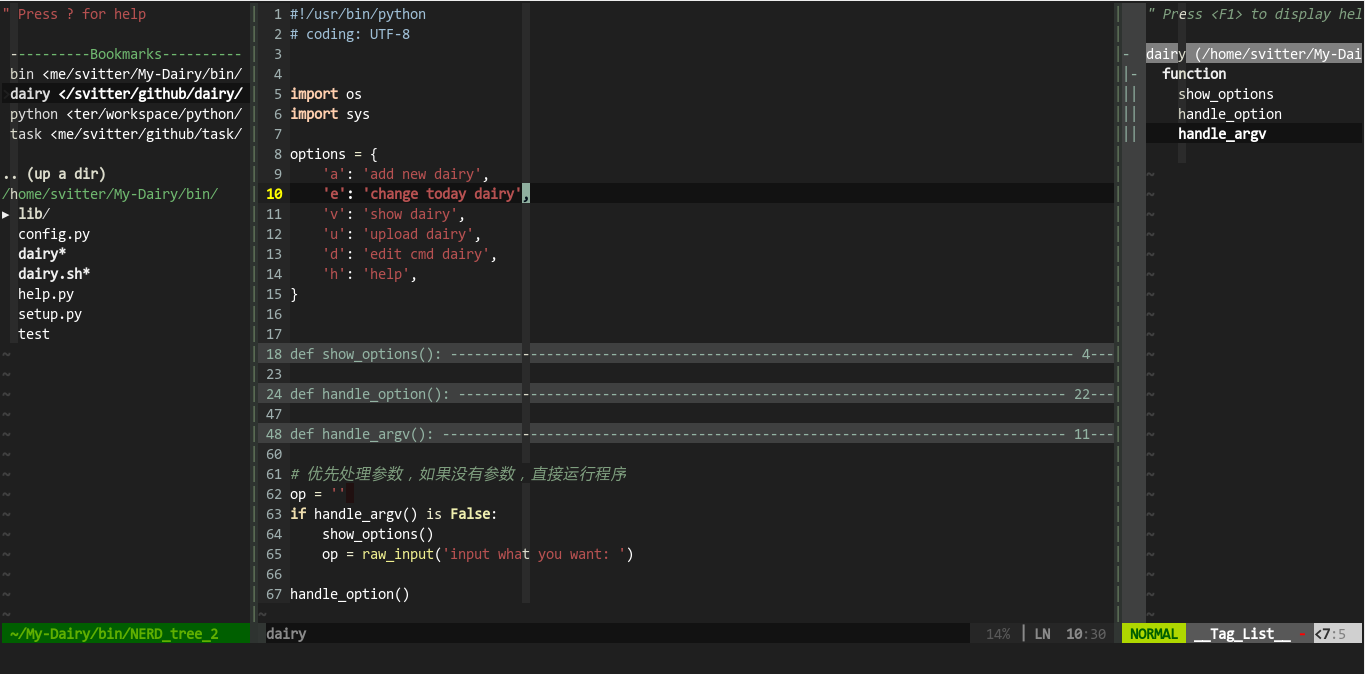 " Press ? for help
----------Bookmarks----------
bin <me/svitter/My-Dairy/bin/
dairy </svitter/github/dairy/
python <ter/workspace/python/
task <me/svitter/github/task/
.. (up a dir)
/home/svitter/My-Dairy/bin/
▸ lib/
config.py
dairy*
dairy.sh*
help.py
setup.py
test
~/My-Dairy/bin/NERD_tree_2
1 #!/usr/bin/python
2 # coding: UTF-8
3
4
5 import os
6 import sys
7
8 options = {
9     'a': 'add new dairy',
10     'e': 'change today dairy',
11     'v': 'show dairy',
12     'u': 'upload dairy',
13     'd': 'edit cmd dairy',
14     'h': 'help',
15 }
16
17
18 def show_options(): ------------------------------------------------------------------------------ 4---
23
24 def handle_option(): ---------------------------------------------------------------------------- 22---
47
48 def handle_argv(): ------------------------------------------------------------------------------ 11---
60
61 # 优先处理参数，如果没有参数，直接运行程序
62 op = ''
63 if handle_argv() is False:
64     show_options()
65     op = raw_input('input what you want: ')
66
67 handle_option()
~
dairy 14% | LN 10:30
" Press <F1> to display hel
- dairy (/home/svitter/My-Dai
|- function
|| show_options
|| handle_option
|| handle_argv
NORMAL __Tag_List__ - <7:5